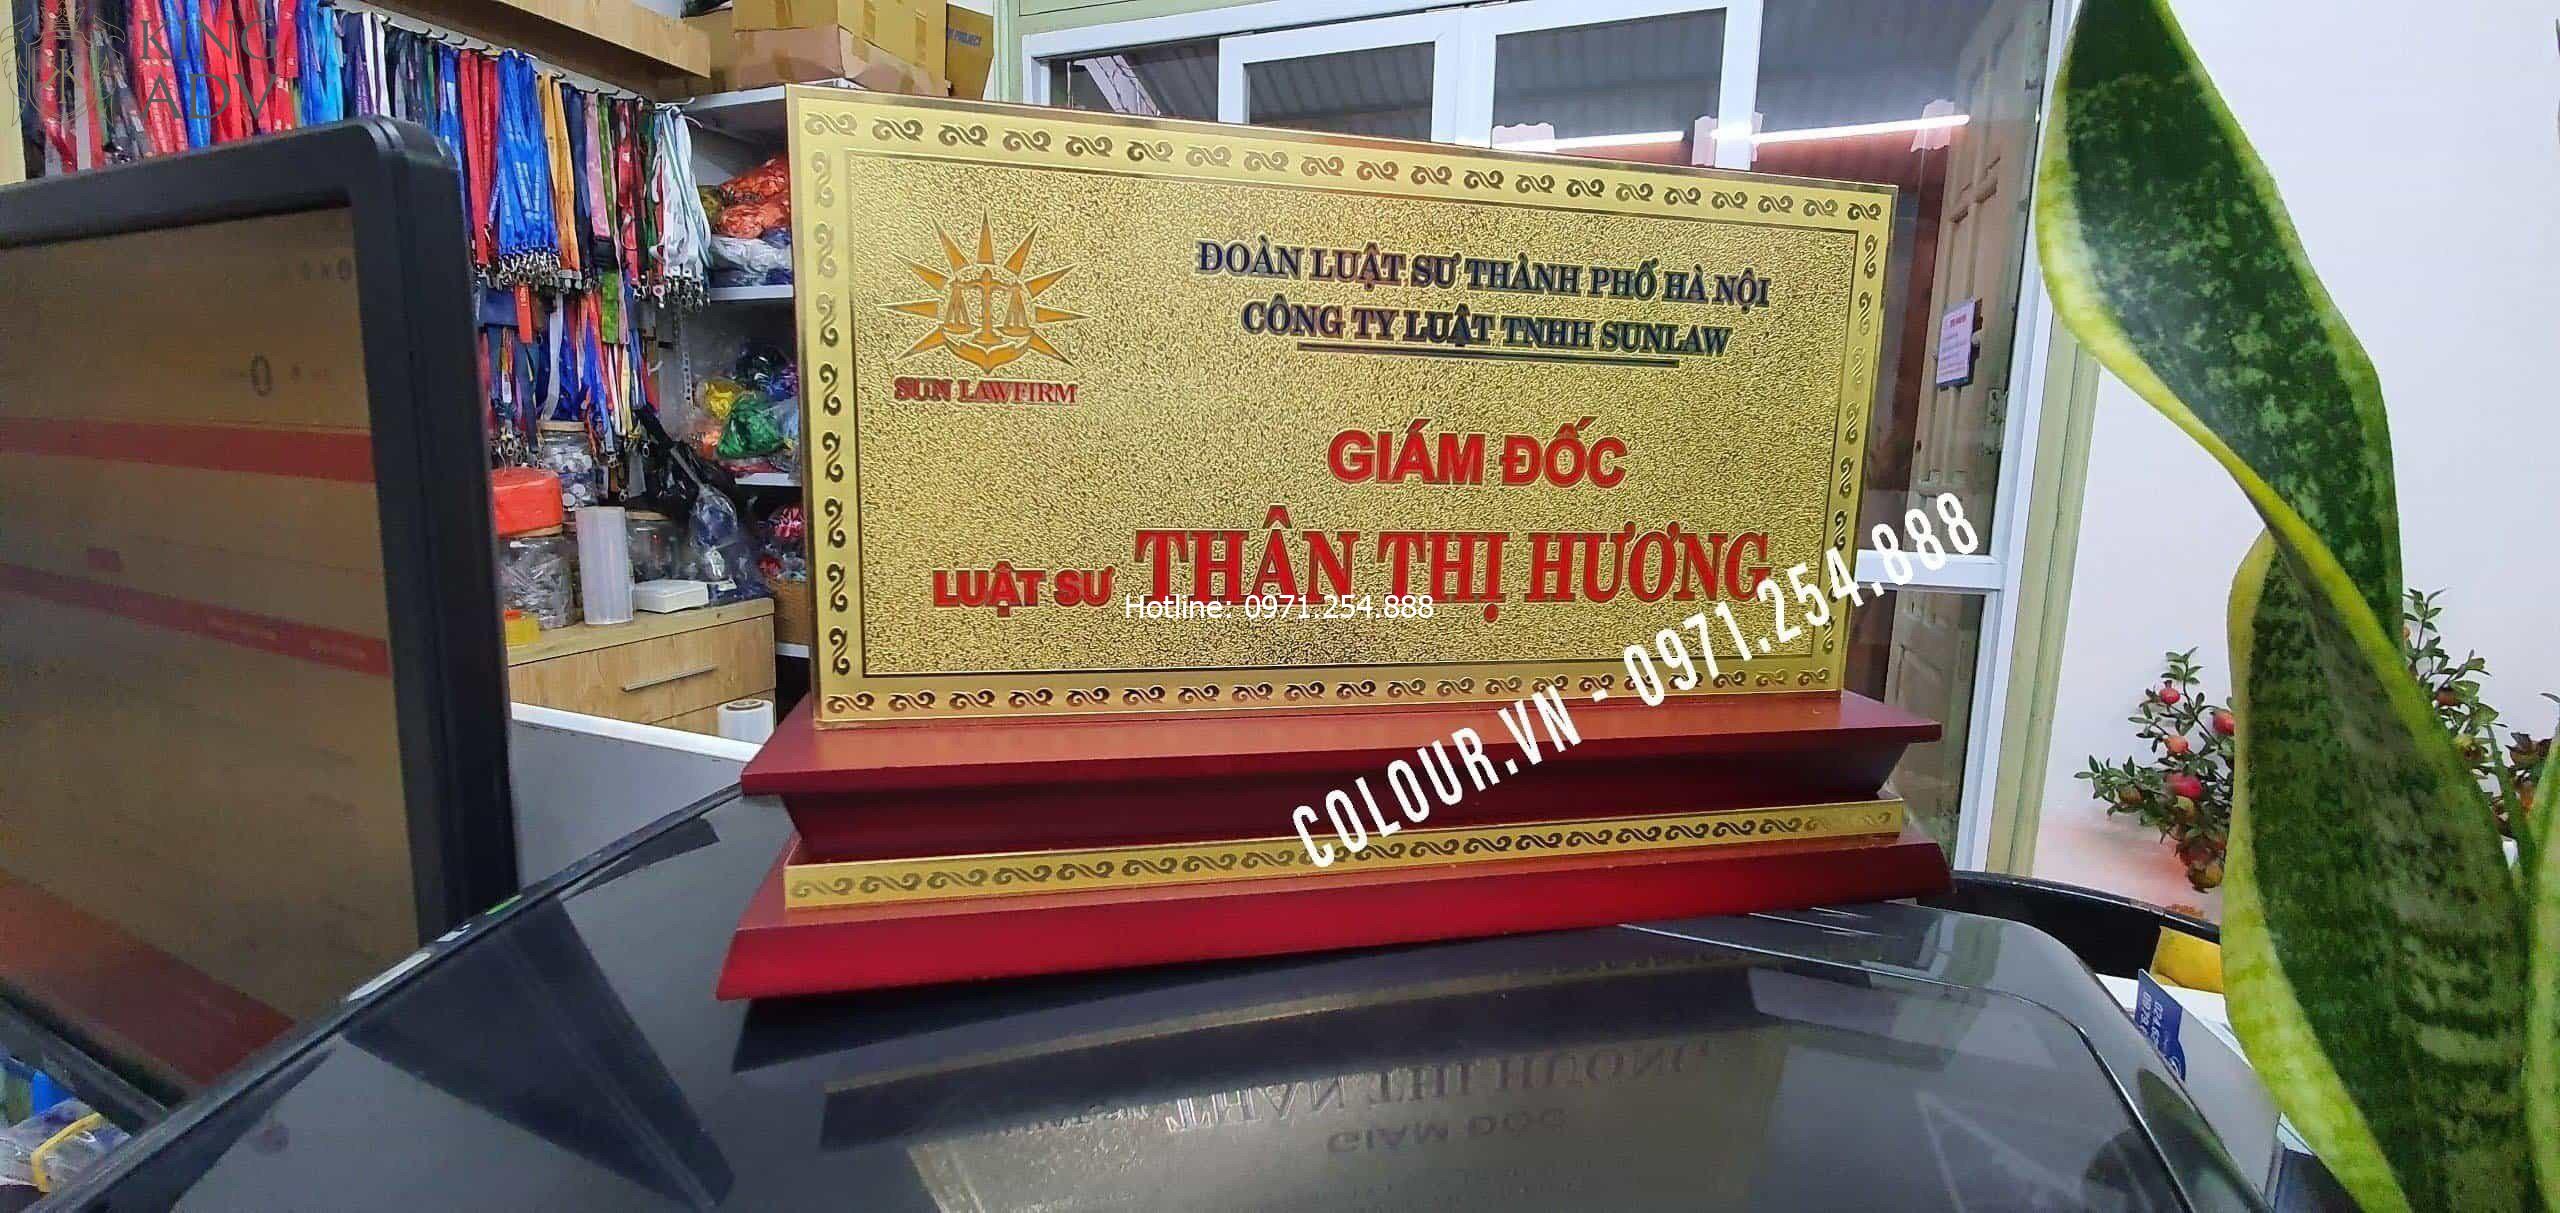 KING
ADV
ĐOÀN LUẬT SƯ THÀNH PHỐ HÀ NỘI
CÔNG TY LUẬT TNHH SUNLAW
SUN LAWFIRM
GIÁM ĐỐC
LUẬT SƯ THÂN THỊ HƯƠNG
Hotline: 0971.254.888
COLOUR.VN - 0971.254.888